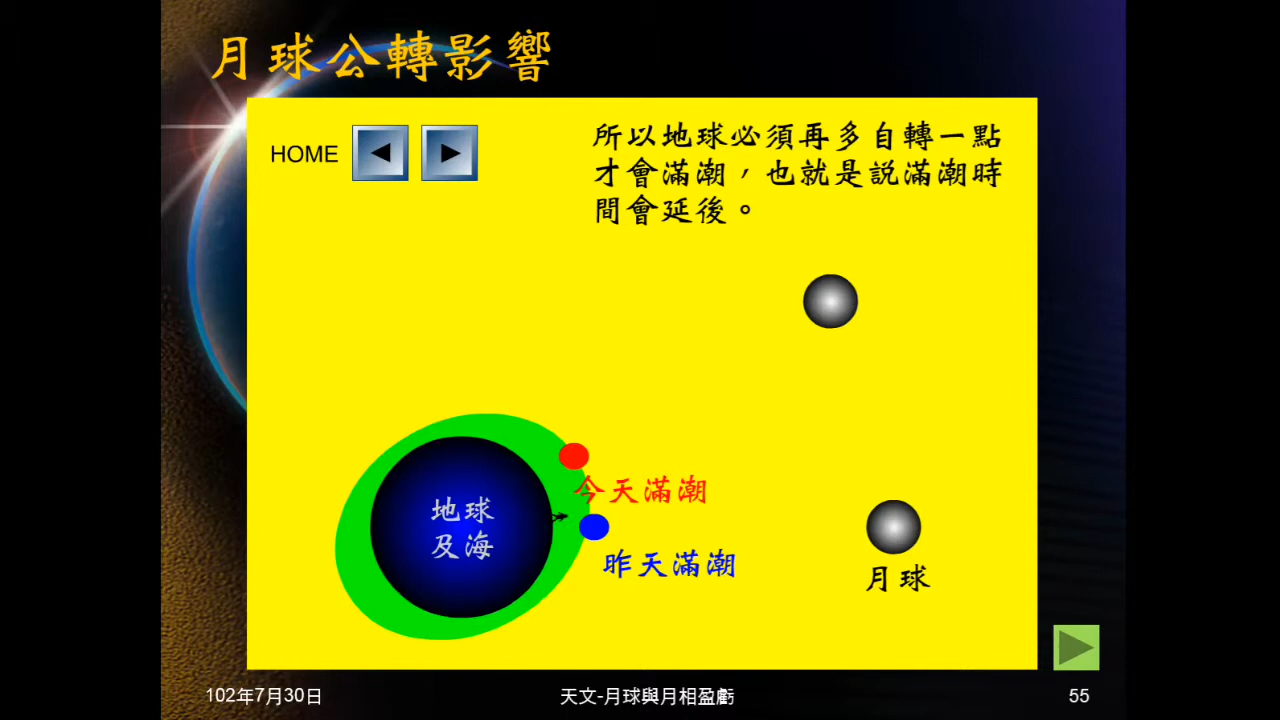 月球公轉影響
HOME
所以地球必須再多自轉一點
才會滿潮，也就是説滿潮時
間會延後。
今天滿潮
地球
及海
昨天滿潮
月球
102年7月30日
天文-月球與月相盈虧
55